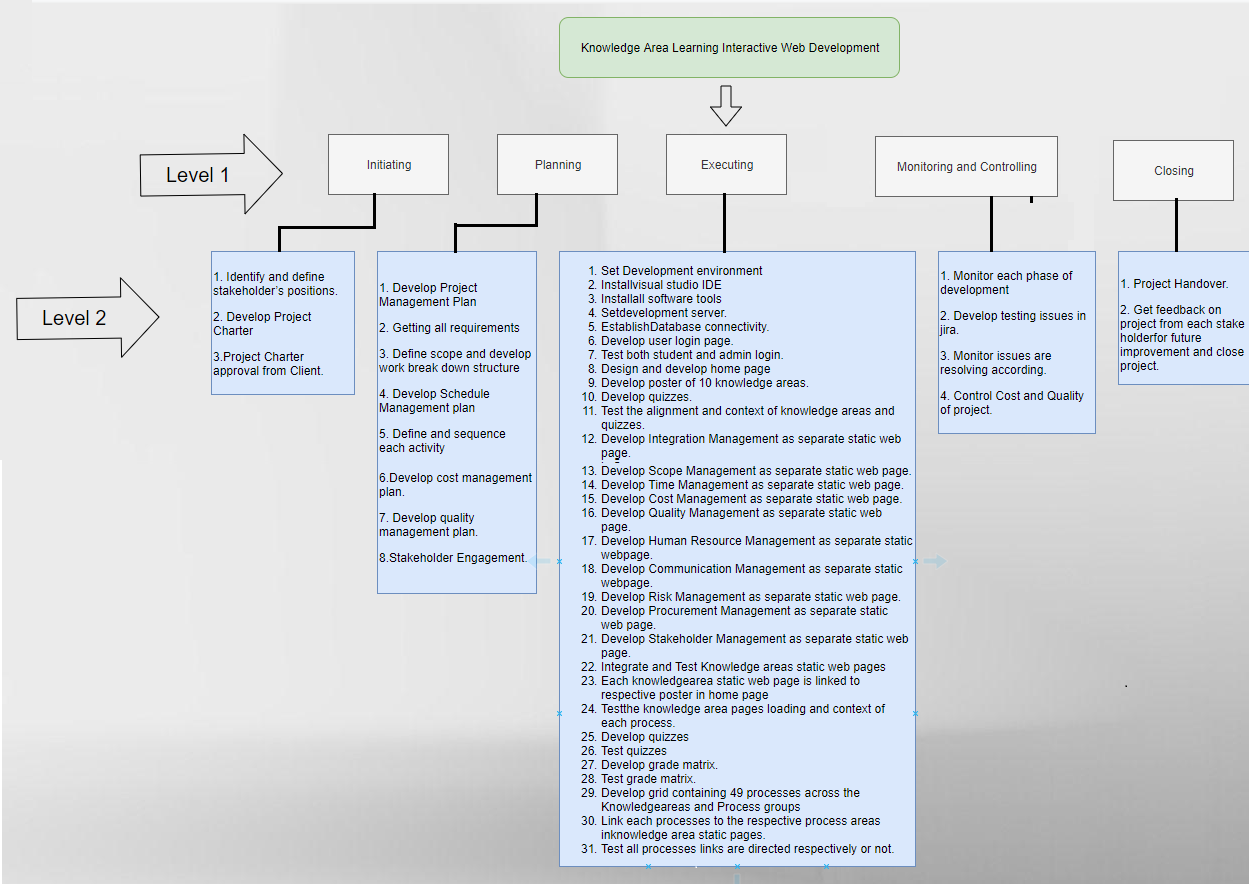 Knowledge Area Learning Interactive Web Development
Level 1
Initiating
Planning
Executing
Monitoring and Controlling
Closing
Level 2
1. Identify and define
stakeholder's positions.
2. Develop Project
Charter
3.Project Charter
approval from Client.
1. Develop Project
Management Plan
2. Getting all requirements
3. Define scope and develop
work break down structure
4. Develop Schedule
Management plan
5. Define and sequence
each activity
6.Develop cost management
plan.
7. Develop quality
management plan.
8.Stakeholder Engagement.
1. Set Development environment
2. Installvisual studio IDE
3. Installall software tools
4. Setdevelopment server.
5. EstablishDatabase connectivity.
6. Develop user login page.
7. Test both student and admin login.
8. Design and develop home page
9. Develop poster of 10 knowledge areas.
10. Develop quizzes.
11. Test the alignment and context of knowledge areas and
quizzes.
12. Develop Integration Management as separate static web
page.
13. Develop Scope Management as separate static web page.
14. Develop Time Management as separate static web page.
15. Develop Cost Management as separate static web page.
16. Develop Quality Management as separate static web
page.
17. Develop Human Resource Management as separate static
webpage.
18. Develop Communication Management as separate static
webpage.
19. Develop Risk Management as separate static web page.
20. Develop Procurement Management as separate static
web page.
21. Develop Stakeholder Management as separate static web
page.
22. Integrate and Test Knowledge areas static web pages
23. Each knowledgearea static web page is linked to
respective poster in home page
24. Testthe knowledge area pages loading and context of
each process.
25. Develop quizzes
26. Test quizzes
27. Develop grade matrix.
28. Test grade matrix.
29. Develop grid containing 49 processes across the
Knowledgeareas and Process groups
30. Link each processes to the respective process areas
inknowledge area static pages.
31. Test all processes links are directed respectively or not.
1. Monitor each phase of
development
2. Develop testing issues in
jira.
3. Monitor issues are
resolving according.
4. Control Cost and Quality
of project.
1. Project Handover.
2. Get feedback on
project from each stake
holderfor future
improvement and close
project.